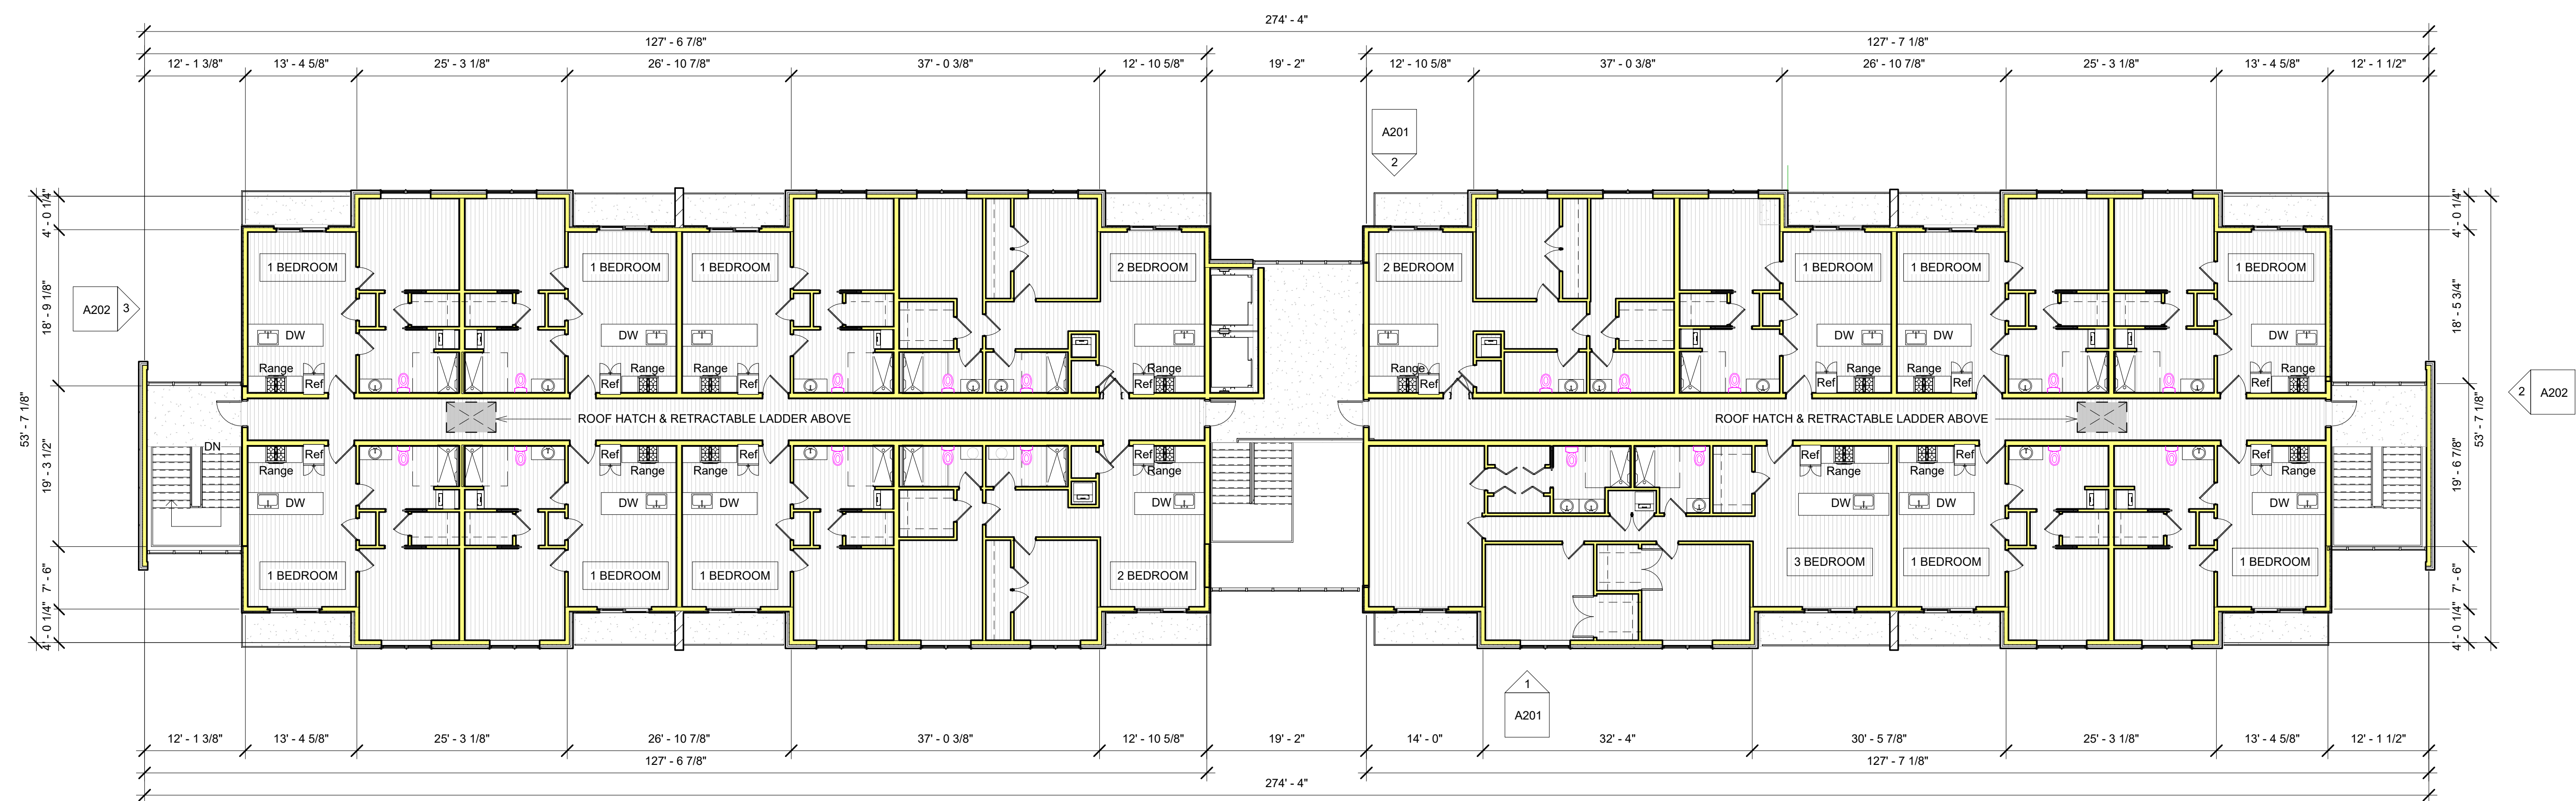 274' - 4"
127' - 6 7/8"
127' - 7 1/8"
12' - 1 3/8"
13' - 4 5/8"
25' - 3 1/8"
26' - 10 7/8"
37' - 0 3/8"
12' - 10 5/8"
19' - 2"
12' - 10 5/8"
37' - 0 3/8"
26' - 10 7/8"
25' - 3 1/8"
13' - 4 5/8"
12' - 1 1/2"
A201
2
4' - 0 1/4"
18' - 9 1/8"
53' - 7 1/8"
19' - 3 1/2"
7' - 6"
4' - 0 1/4"
A202
3
1 BEDROOM
1 BEDROOM
1 BEDROOM
2 BEDROOM
2 BEDROOM
1 BEDROOM
1 BEDROOM
1 BEDROOM
DW
DW
DW
DW
DW
DW
Range
Range
Range
Range
Range
Range
Range
Range
Ref
Ref
Ref
Ref
Ref
Ref
Ref
Ref
ROOF HATCH & RETRACTABLE LADDER ABOVE
ROOF HATCH & RETRACTABLE LADDER ABOVE
DN
Ref
Ref
Ref
Ref
Ref
Ref
Ref
Range
Range
Range
Range
Range
Range
Range
DW
DW
DW
DW
DW
DW
DW
1 BEDROOM
1 BEDROOM
1 BEDROOM
2 BEDROOM
3 BEDROOM
1 BEDROOM
1 BEDROOM
4' - 0 1/4"
18' - 5 3/4"
53' - 7 1/8"
19' - 6 7/8"
7' - 6"
4' - 0 1/4"
2
A202
1
A201
12' - 1 3/8"
13' - 4 5/8"
25' - 3 1/8"
26' - 10 7/8"
37' - 0 3/8"
12' - 10 5/8"
19' - 2"
14' - 0"
32' - 4"
30' - 5 7/8"
25' - 3 1/8"
13' - 4 5/8"
12' - 1 1/2"
127' - 6 7/8"
127' - 7 1/8"
274' - 4"